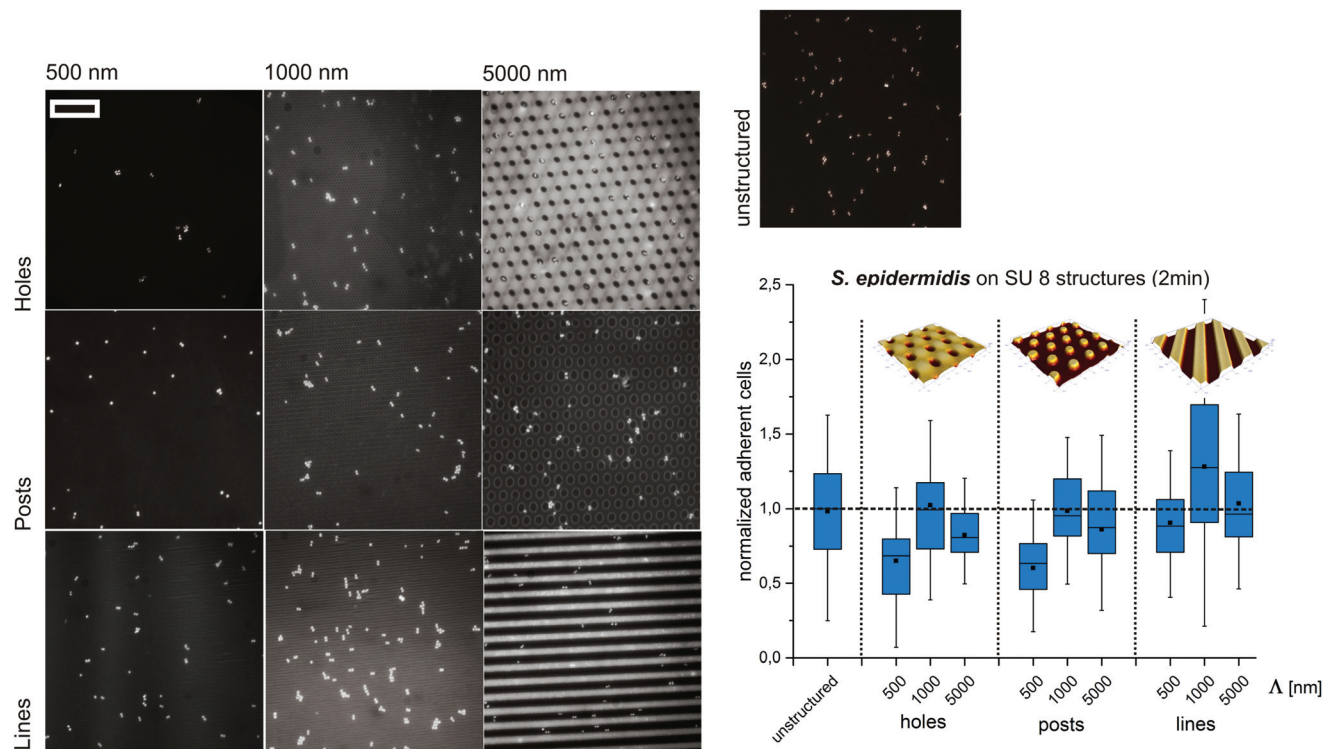 500 nm
1000 nm
5000 nm
Holes
Posts
Lines
unstructured
S. epidermidis on SU 8 structures (2min)
normalized adherent cells
2,5
2,0
1,5
1,0
0,5
0,0
unstructured
500
1000
5000
500
1000
5000
500
1000
5000
Λ [nm]
holes
posts
lines